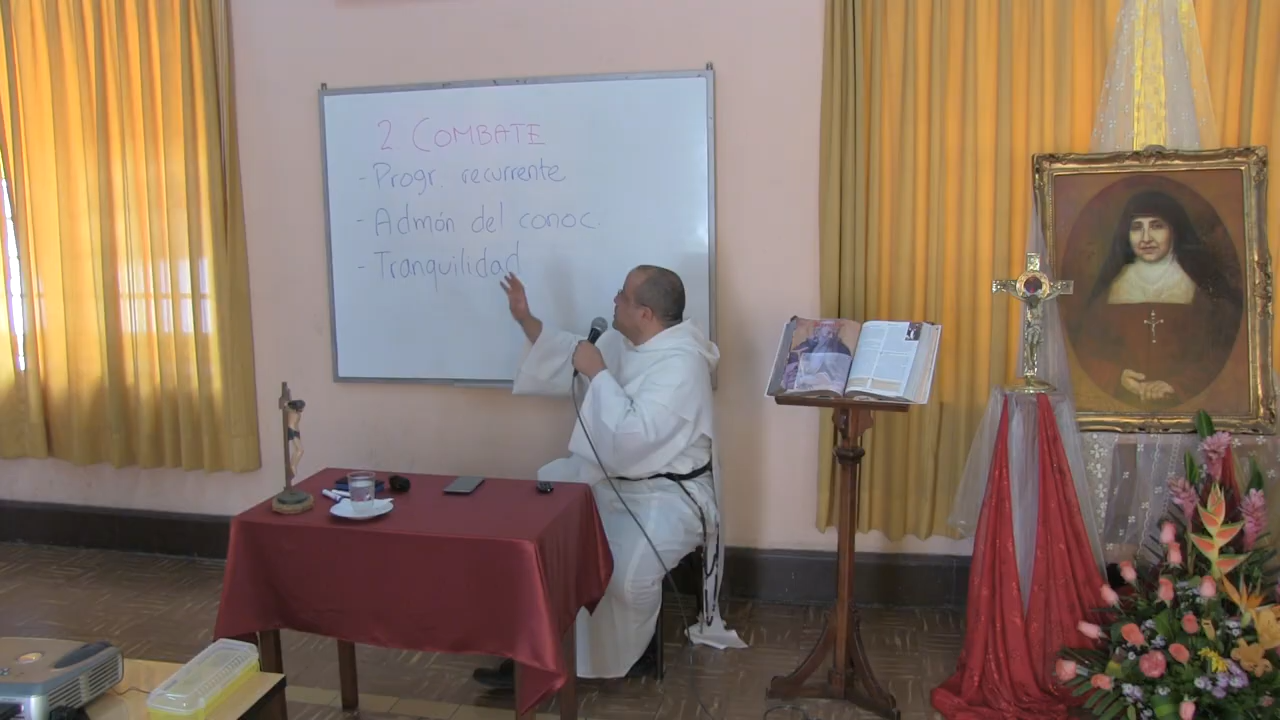 2. COMBATE
- Progr. recurrente
- Admón del conoc.
- Tranquilidad